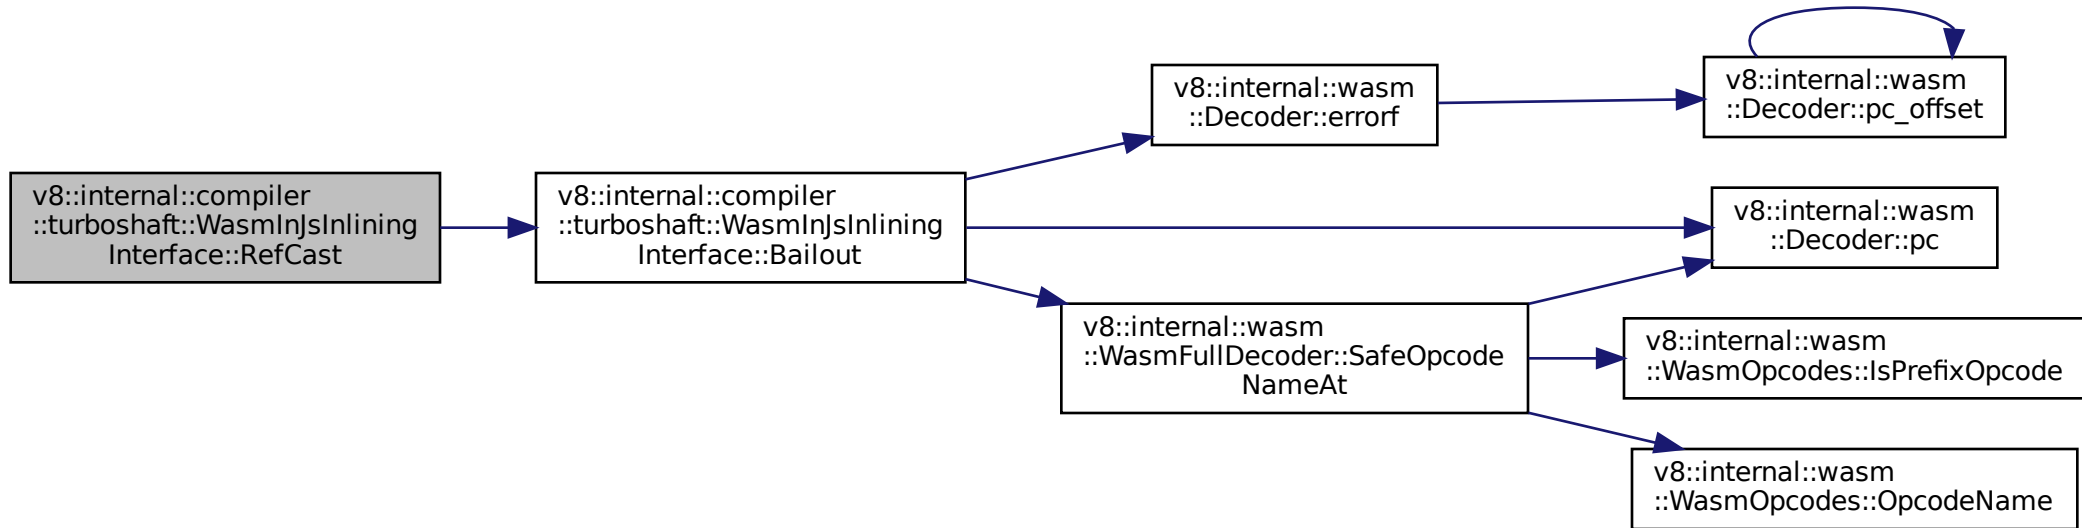 v8::internal::compiler
::turboshaft::WasmInJsInlining
Interface::RefCast
v8::internal::compiler
::turboshaft::WasmInJsInlining
Interface::Bailout
v8::internal::wasm
::Decoder::errorf
v8::internal::wasm
::Decoder::pc_offset
v8::internal::wasm
::Decoder::pc
v8::internal::wasm
::WasmFullDecoder::SafeOpcode
NameAt
v8::internal::wasm
::WasmOpcodes::IsPrefixOpcode
v8::internal::wasm
::WasmOpcodes::OpcodeName